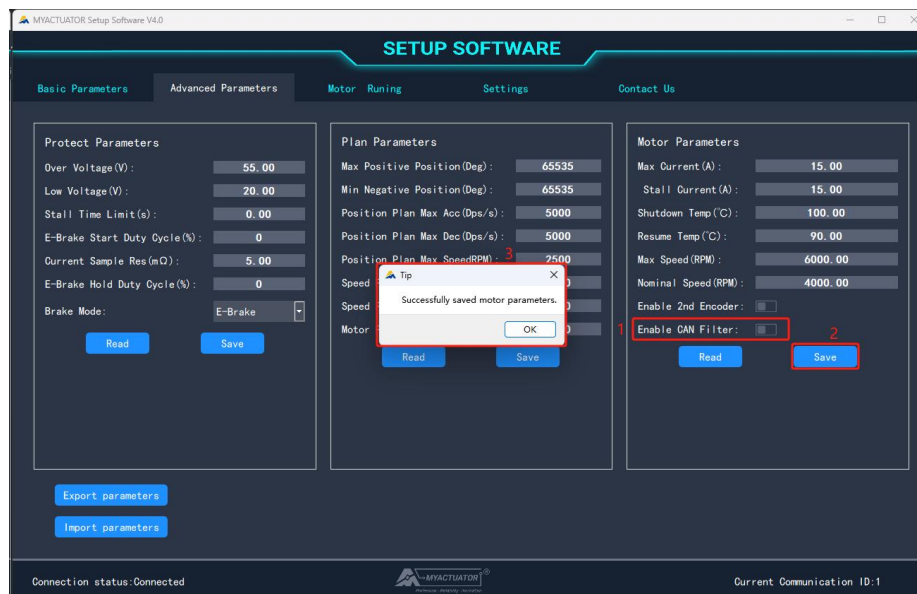 MYACTUATOR Setup Software V4.0
SETUP SOFTWARE
Basic Parameters
Advanced Parameters
Motor Runing
Settings
Contact Us
Protect Parameters
Over Voltage(V): 55.00
Low Voltage(V): 20.00
Stall Time Limit(s): 0.00
E-Brake Start Duty Cycle(%): 0
Current Sample Res(mΩ): 5.00
E-Brake Hold Duty Cycle(%): 0
Brake Mode: E-Brake
Read
Save
Plan Parameters
Max Positive Position(Deg): 65535
Min Negative Position(Deg): 65535
Position Plan Max Acc(Dps/s): 5000
Position Plan Max Dec(Dps/s): 5000
Position Plan Max SpeedRPM): 2500
Speed
Speed
Motor
Read
Save
3
Tip
Successfully saved motor parameters.
OK
Motor Parameters
Max Current(A): 15.00
Stall Current(A): 15.00
Shutdown Temp(℃): 100.00
Resume Temp(℃): 90.00
Max Speed(RPM): 6000.00
Nominal Speed(RPM): 4000.00
Enable 2nd Encoder:
1 Enable CAN Filter:
2
Read
Save
Export parameters
Import parameters
Connection status:Connected
MYACTUATOR
Current Communication ID:1